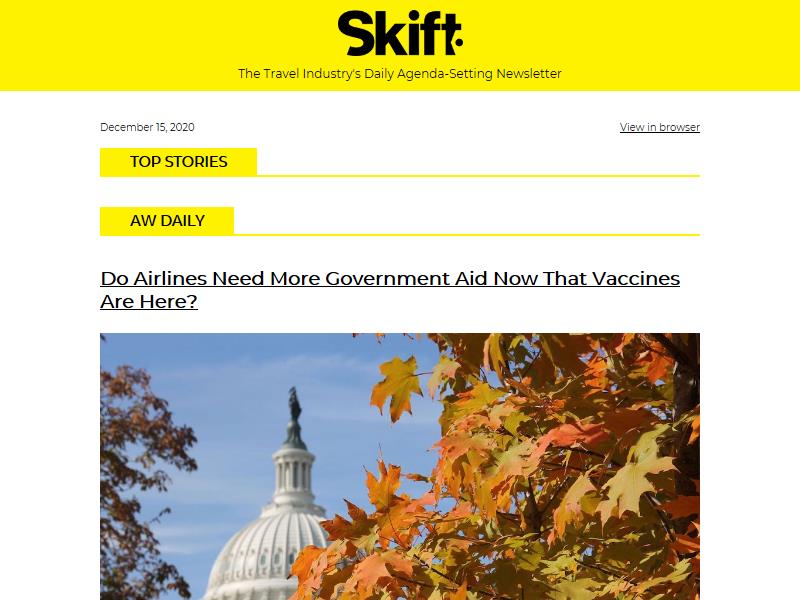 Skift
The Travel Industry's Daily Agenda-Setting Newsletter
December 15, 2020
View in browser
TOP STORIES
AW DAILY
Do Airlines Need More Government Aid Now That Vaccines
Are Here?